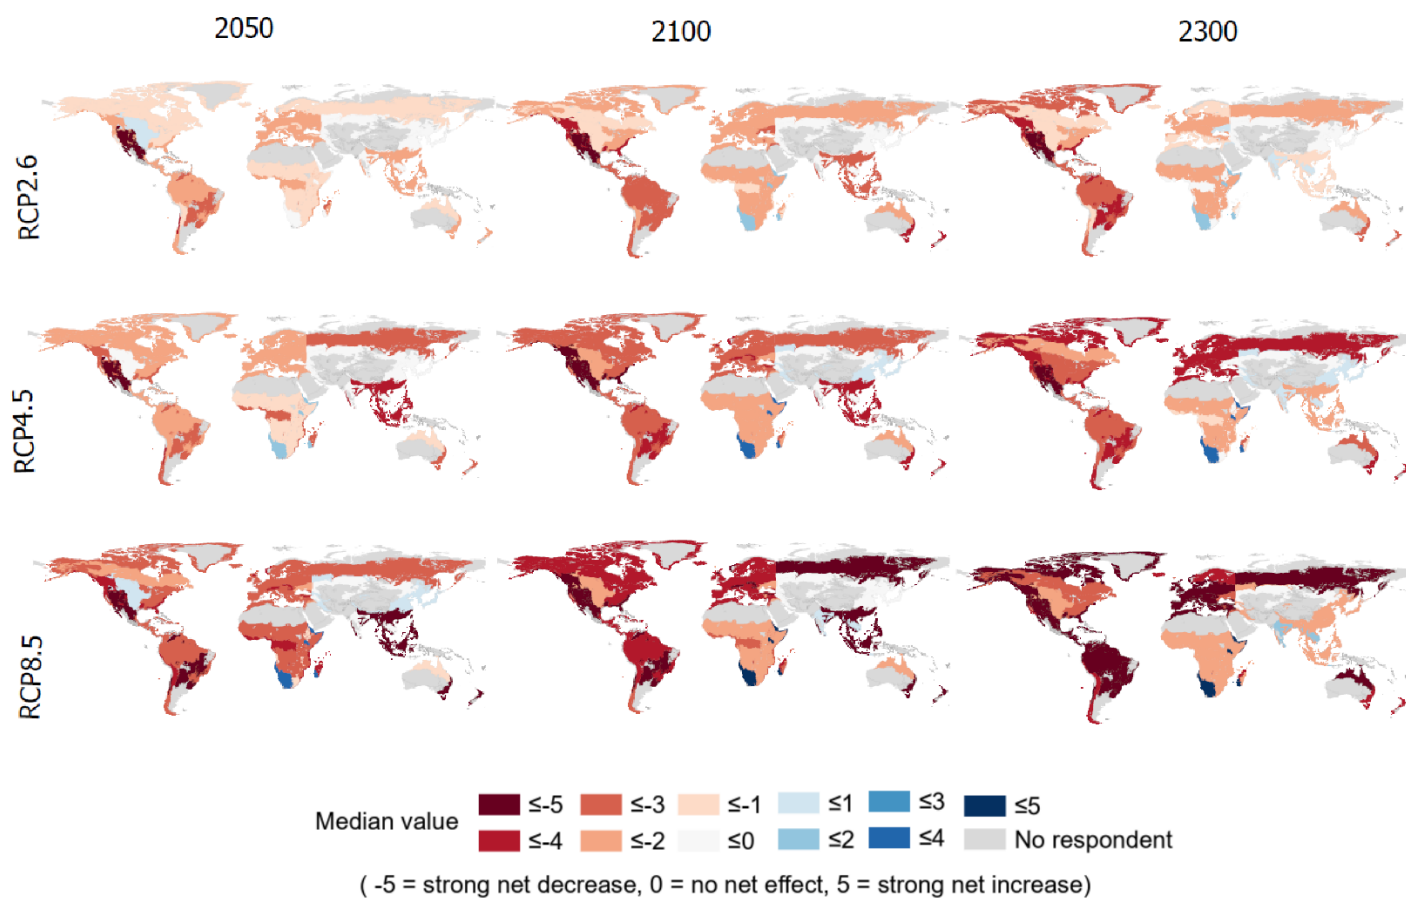 2050 2100 2300
RCP2.6
RCP4.5
RCP8.5
Median value
≤-5 ≤-3 ≤-1 ≤1 ≤3 ≤5
≤-4 ≤-2 ≤0 ≤2 ≤4 No respondent
( -5 = strong net decrease, 0 = no net effect, 5 = strong net increase)